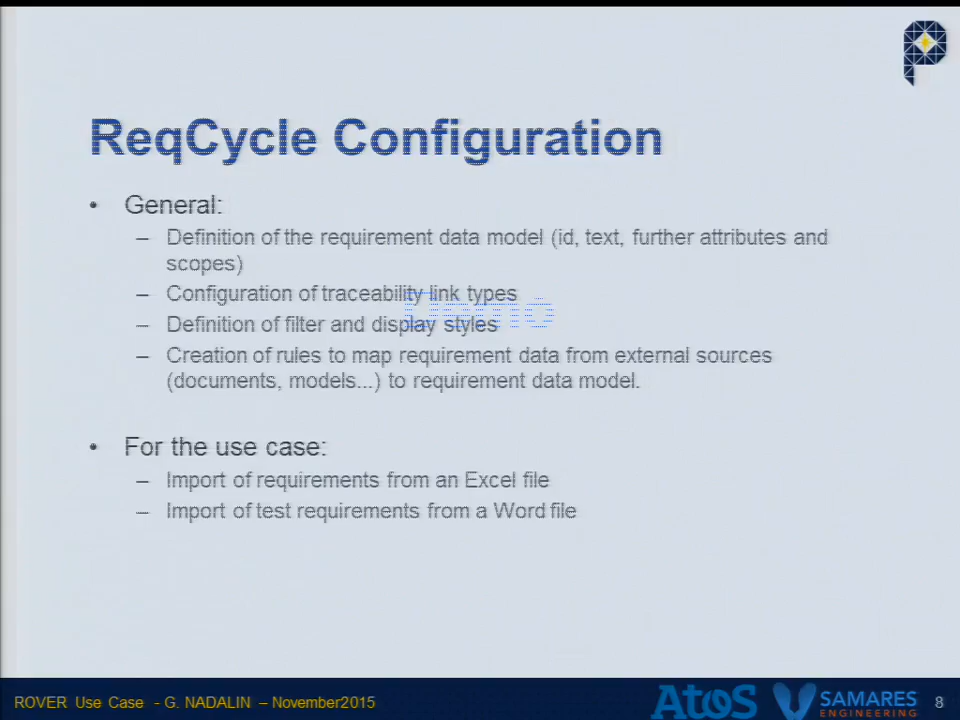 ReqCycle Configuration
• General:
– Definition of the requirement data model (id, text, further attributes and
scopes)
– Configuration of traceability link types
Demo
– Definition of filter and display styles
– Creation of rules to map requirement data from external sources
(documents, models...) to requirement data model.
• For the use case:
– Import of requirements from an Excel file
– Import of test requirements from a Word file
ROVER Use Case - G. NADALIN – November2015
Atos
SAMARES
ENGINEERING
8